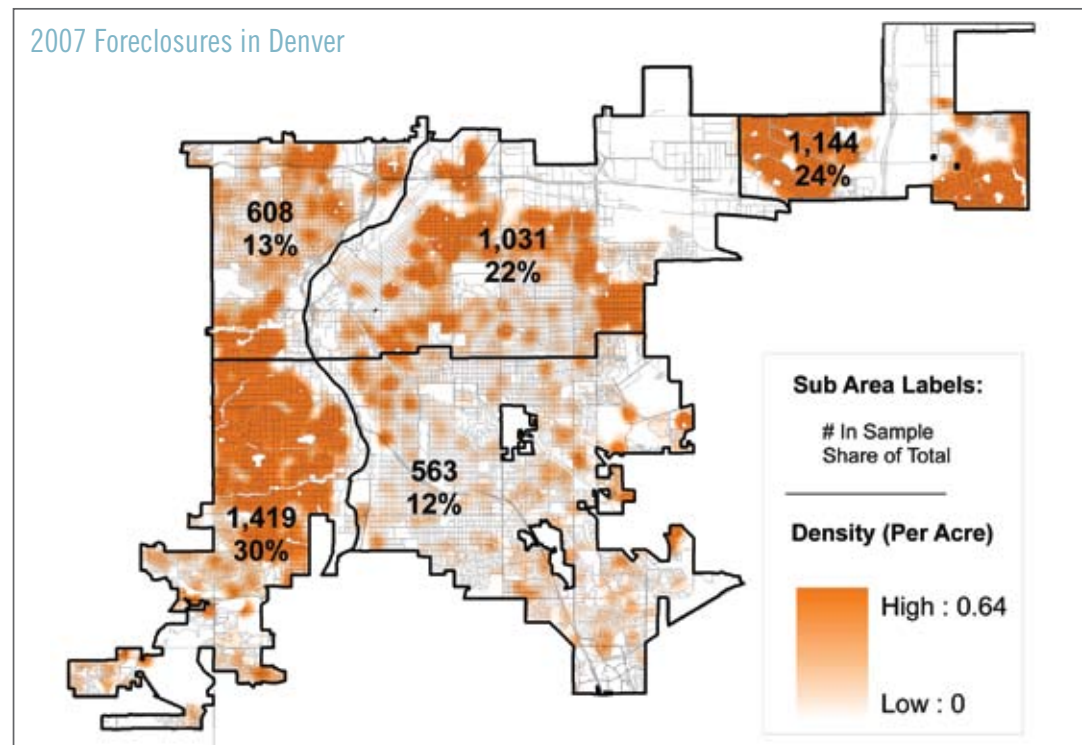 2007 Foreclosures in Denver
1,144
24%
608
13%
1,031
22%
563
12%
1,419
30%
Sub Area Labels:
# In Sample
Share of Total
Density (Per Acre)
High : 0.64
Low : 0